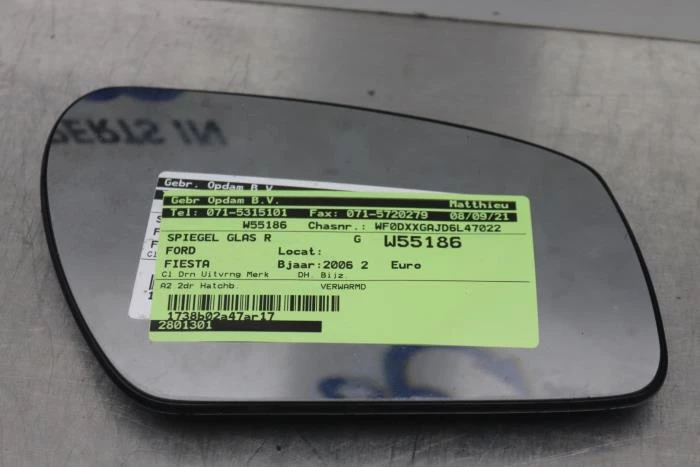 PERTS IN
Gebr. Opdam B.V.
Gebr. Opdam B.V. Matthieu
Tel: 071-5315101 Fax: 071-5720279 08/09/21
W55186 Chasnr.: WF0DXXGAJD6L47022
SPIEGEL GLAS R G W55186
FORD Locat:
FIESTA Bjaar:2006 2 Euro
Cl Drn Uitvrng Merk DH. Bijz.
A2 2dr Hatchb. VERWARMD
1738b02a47ar17
2801301